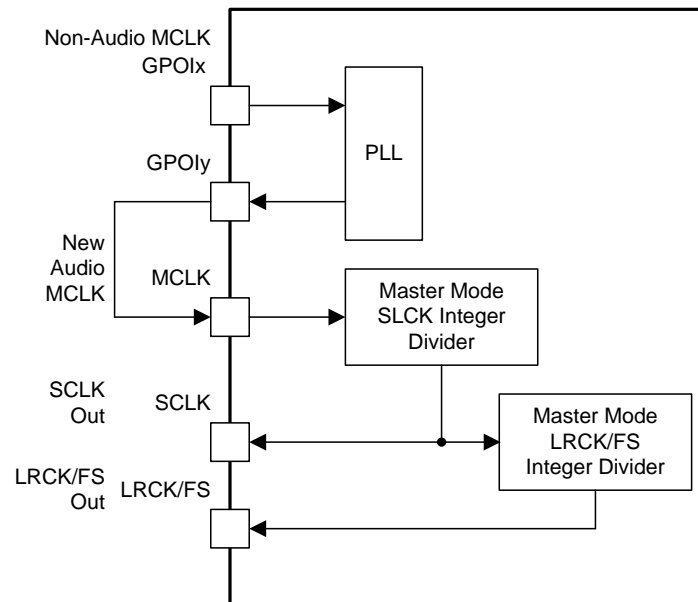 Non-Audio MCLK
GPOIx
PLL
GPOIy
New
Audio
MCLK
MCLK
Master Mode
SLCK Integer
Divider
SCLK
Out
SCLK
Master Mode
LRCK/FS
Integer Divider
LRCK/FS
Out
LRCK/FS